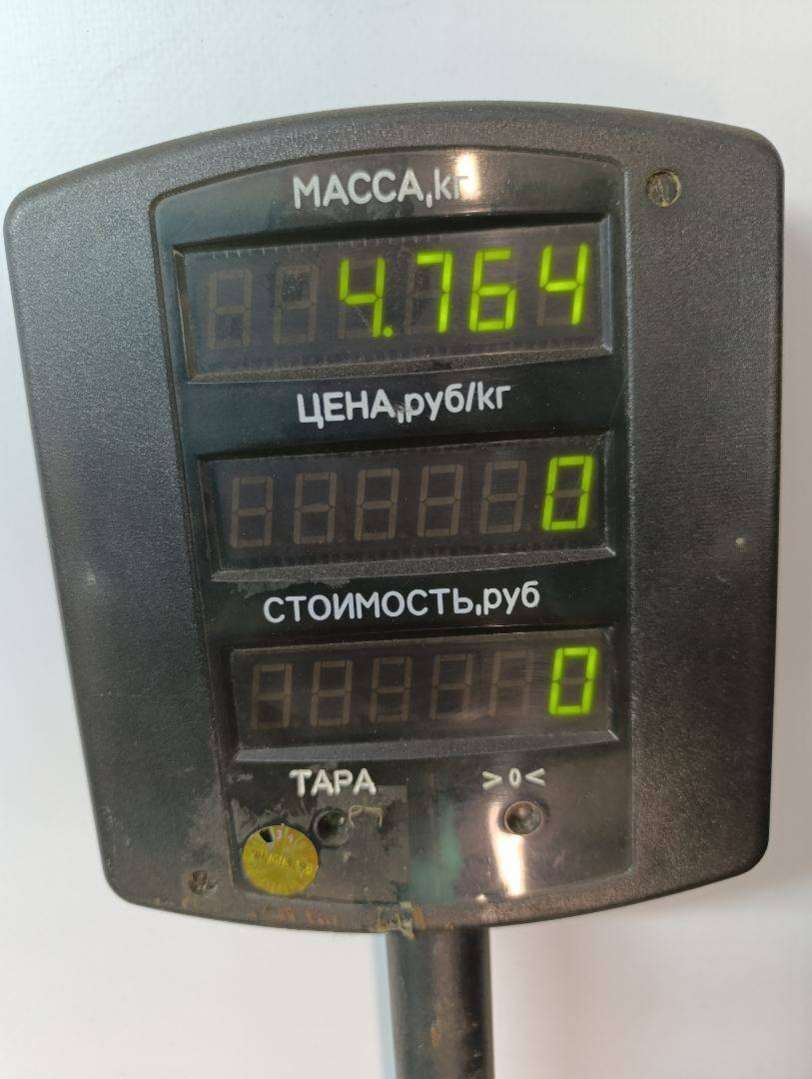 МАССА,кг
4.764
ЦЕНА,руб/кг
0
СТОИМОСТЬ,руб
0
ТАРА >0<